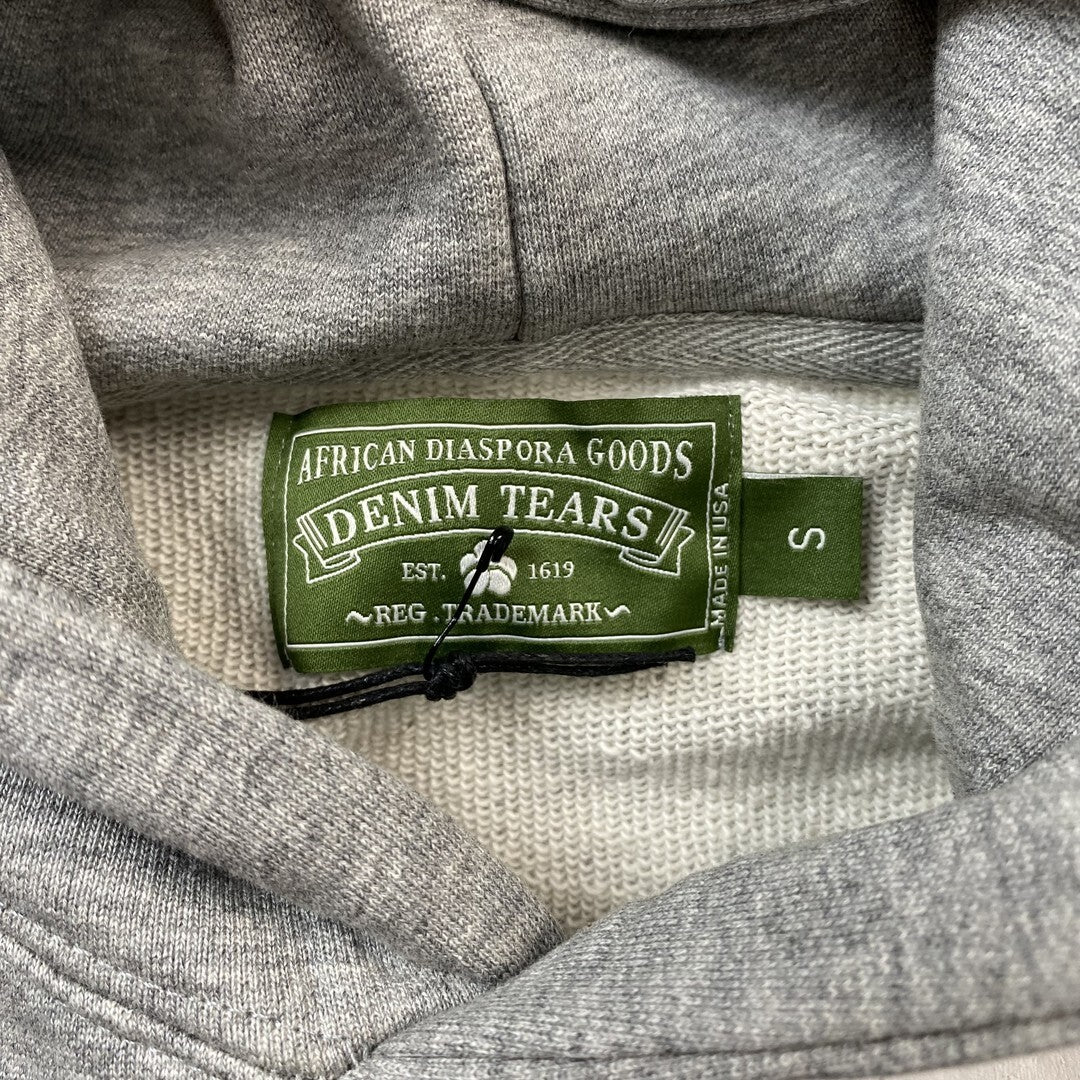 AFRICAN DIASPORA GOODS
DENIM TEARS
EST. 1619
~REG. TRADEMARK~
MADE IN USA
S